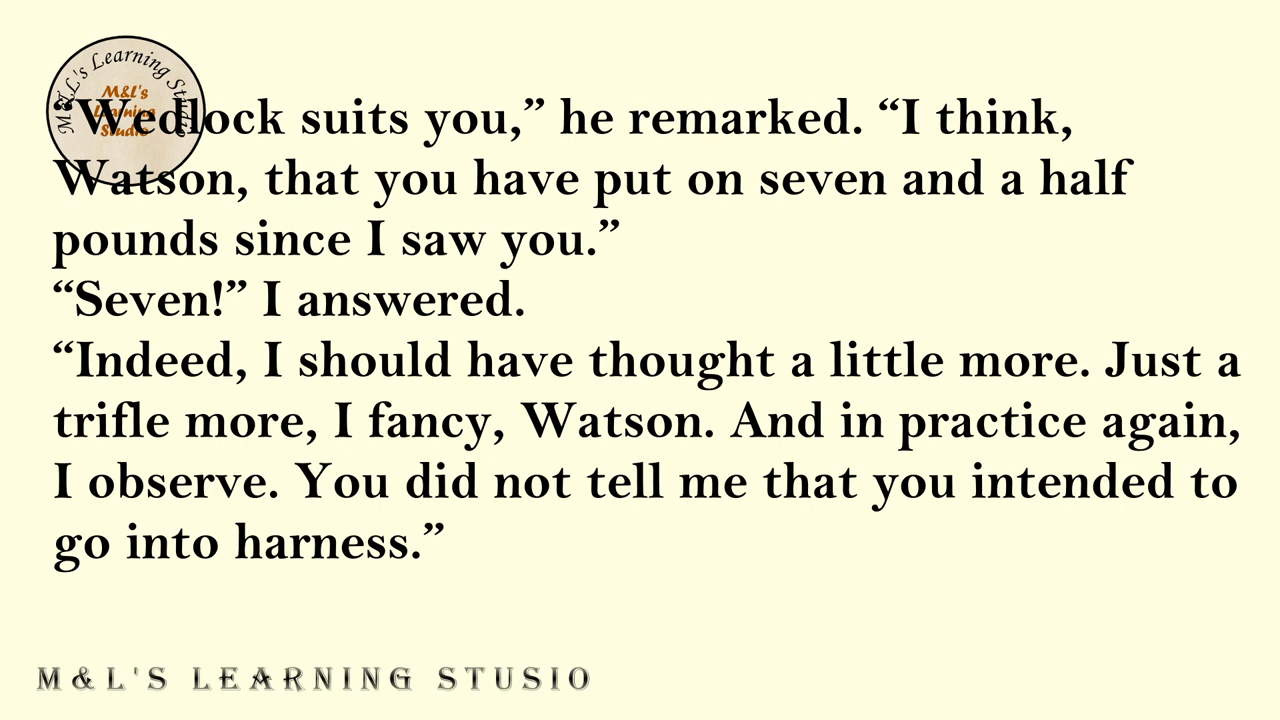 M&L's Learning Studio
M&L's
Learning
Studio
“Wedlock suits you,” he remarked. “I think,
Watson, that you have put on seven and a half
pounds since I saw you.”
“Seven!” I answered.
“Indeed, I should have thought a little more. Just a
trifle more, I fancy, Watson. And in practice again,
I observe. You did not tell me that you intended to
go into harness.”
M&L'S LEARNING STUSIO